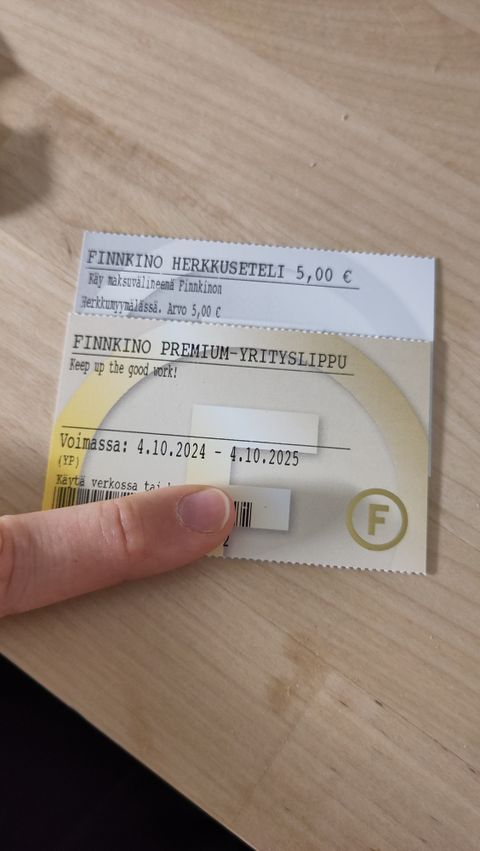 FINNKINO HERKKUSETELI 5,00 €
Käy maksuvälineenä Finnkinon
Herkkumyymälässä. Arvo 5,00 €
FINNKINO PREMIUM-YRITYSLIPPU
Keep up the good work!
Voimassa: 4.10.2024 - 4.10.2025
(YP)
Käytä verkossa tai
2
F